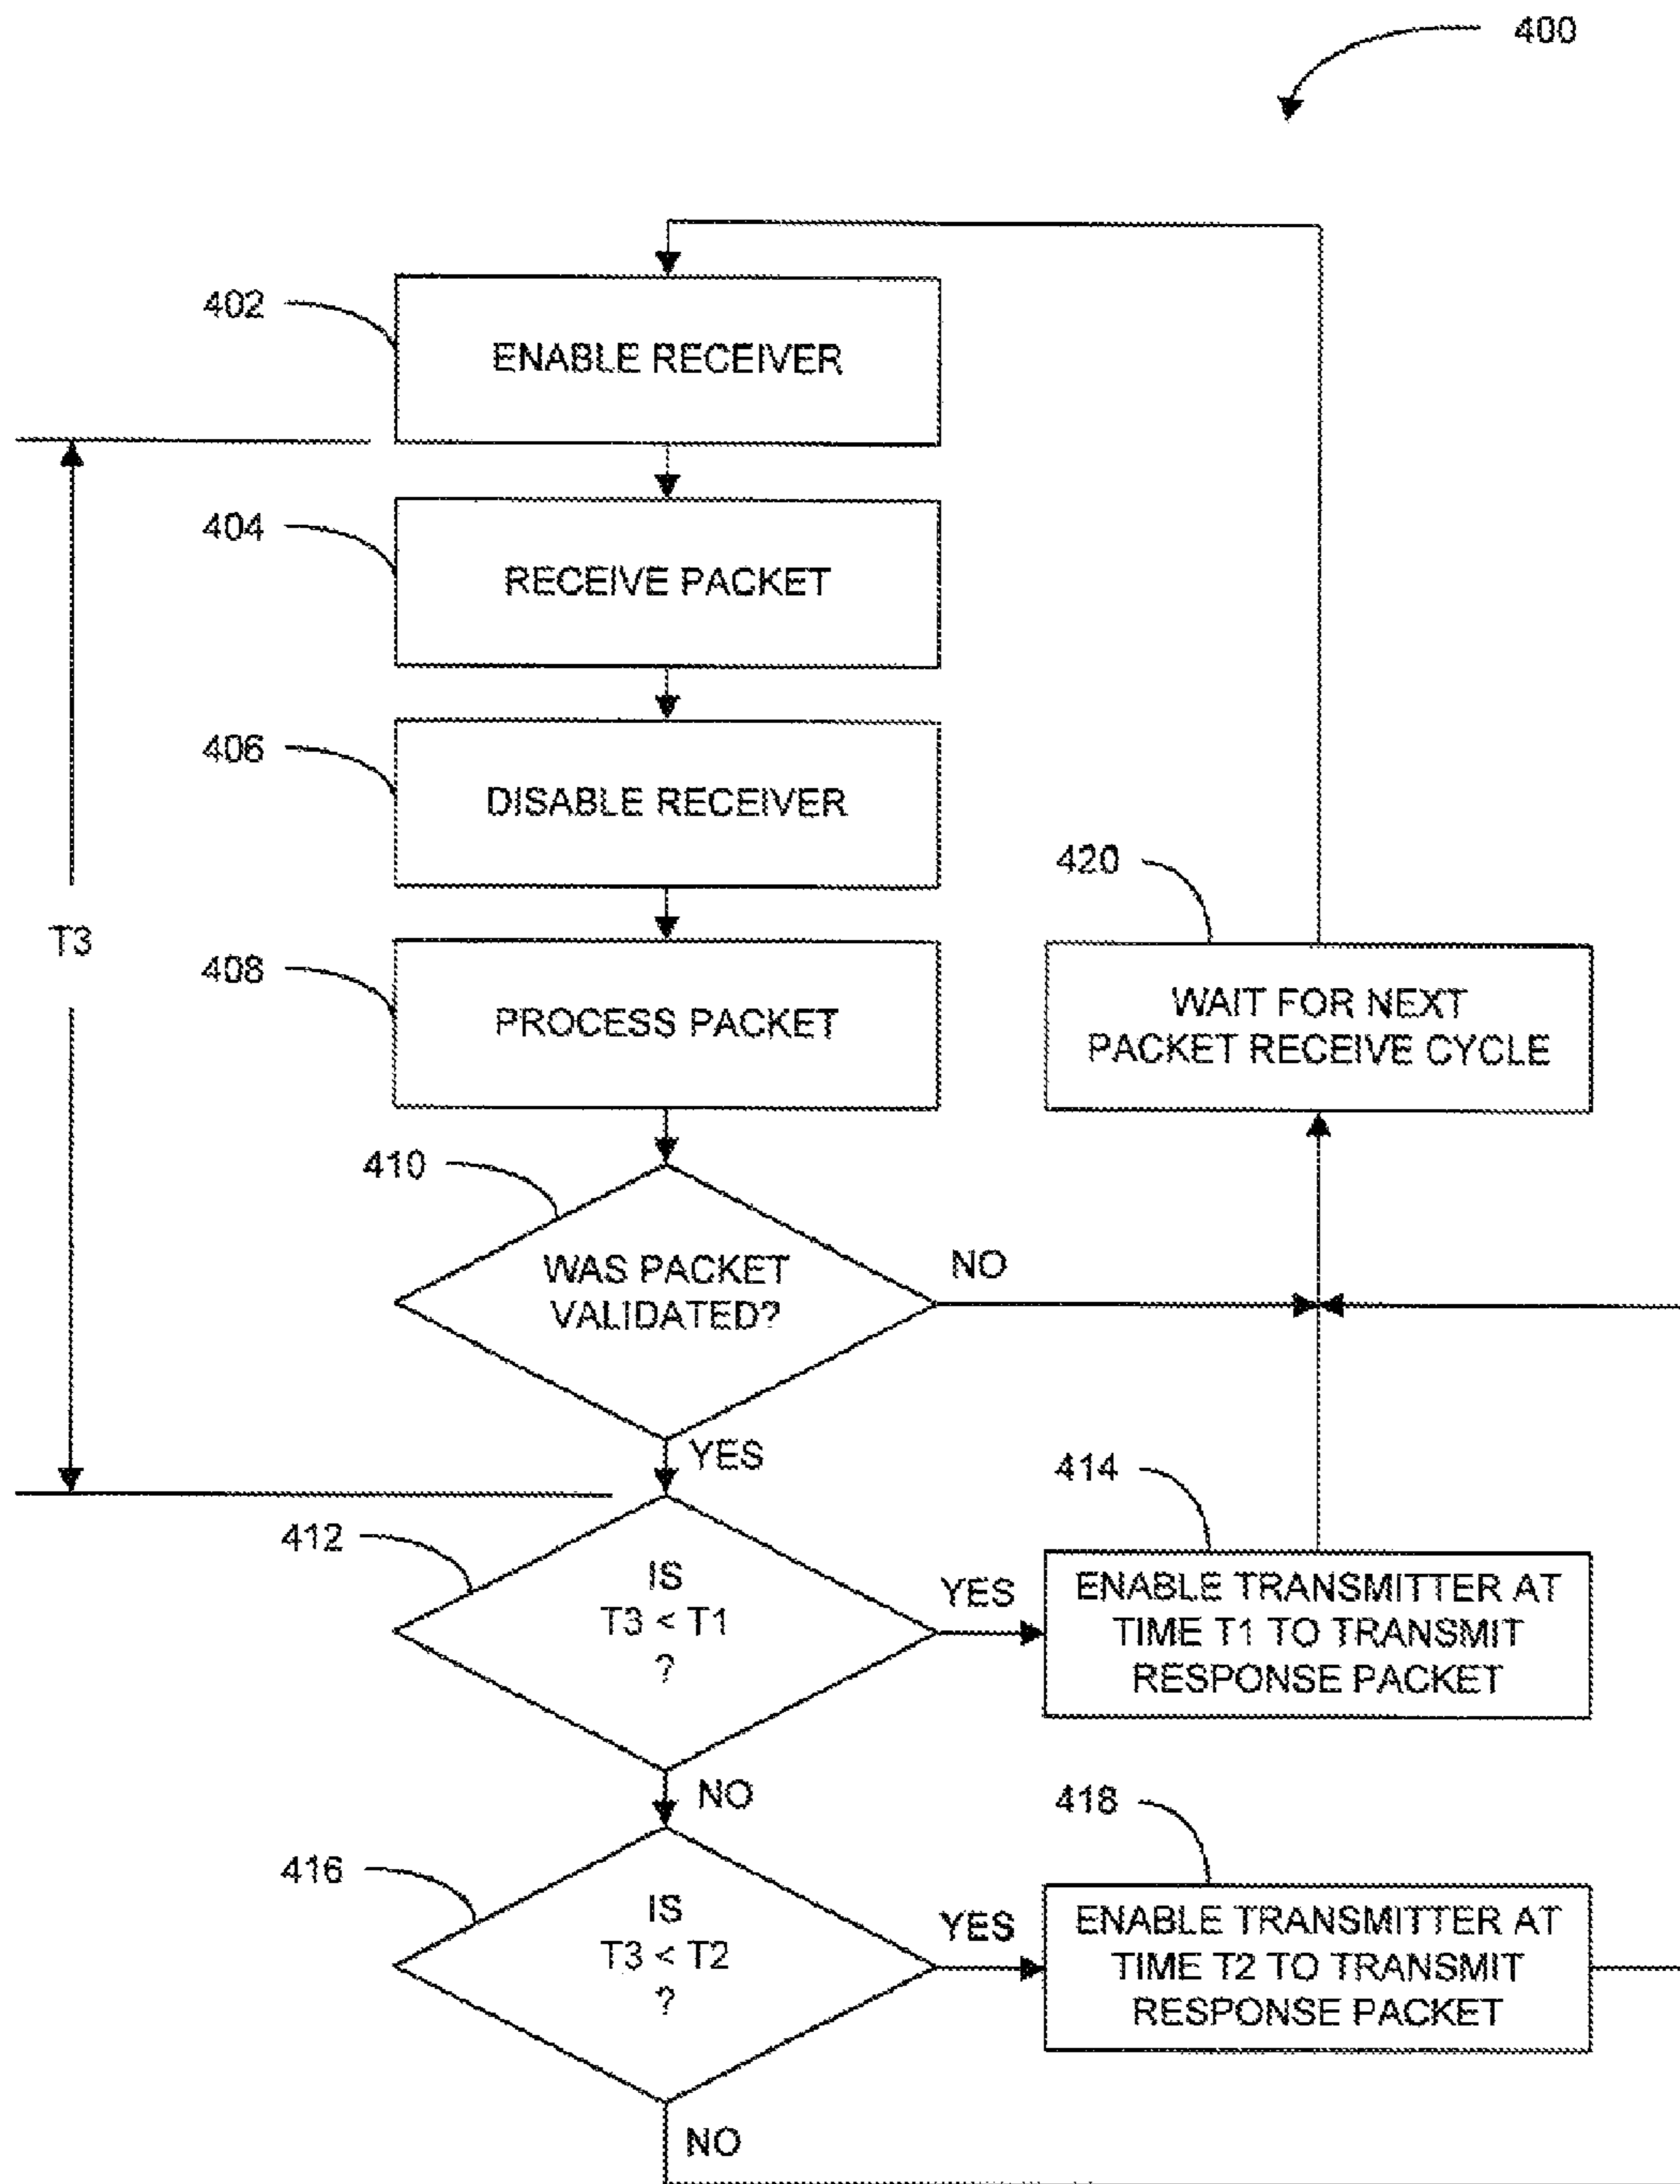 400
402
ENABLE RECEIVER
404
RECEIVE PACKET
406
DISABLE RECEIVER
420
T3
408
PROCESS PACKET
WAIT FOR NEXT
PACKET RECEIVE CYCLE
410
WAS PACKET
VALIDATED?
NO
YES
412
IS
T3 < T1
?
YES
414
ENABLE TRANSMITTER AT
TIME T1 TO TRANSMIT
RESPONSE PACKET
NO
416
IS
T3 < T2
?
YES
418
ENABLE TRANSMITTER AT
TIME T2 TO TRANSMIT
RESPONSE PACKET
NO